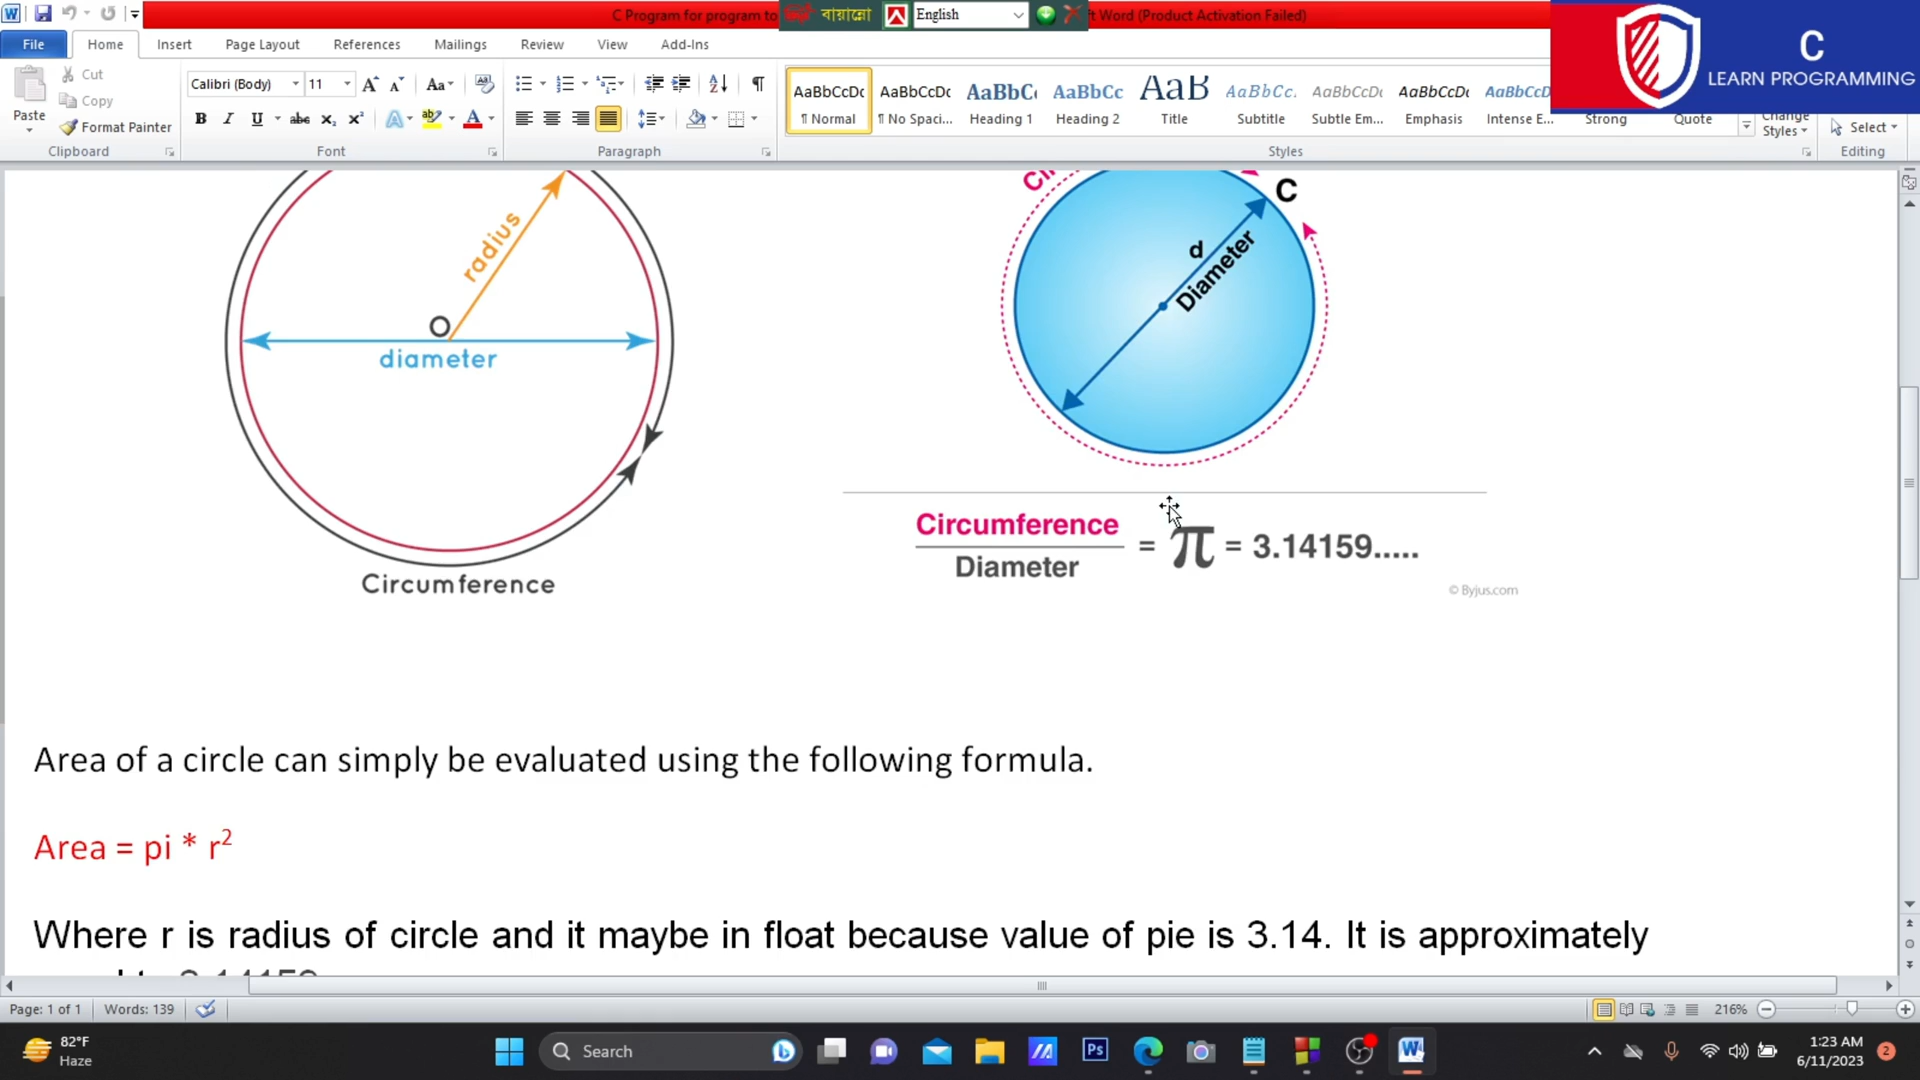 C Program for program to
বায়ান্নো
English
ft Word (Product Activation Failed)
C
LEARN PROGRAMMING
File
Home
Insert
Page Layout
References
Mailings
Review
View
Add-Ins
Paste
Cut
Copy
Format Painter
Clipboard
Calibri (Body)
11
Font
Paragraph
AaBbCcDc
¶ Normal
AaBbCcDc
¶ No Spaci...
AaBbCc
Heading 1
AaBbCc
Heading 2
AaB
Title
AaBbCc.
Subtitle
AaBbCcDc
Subtle Em...
AaBbCcDc
Emphasis
AaBbCcDc
Intense E...
Strong
Quote
Styles
Change
Styles
Select
Editing
radius
O
diameter
Circumference
C
d
Diameter
Circumference
Diameter
= π = 3.14159.....
© Byjus.com
Area of a circle can simply be evaluated using the following formula.
Area = pi * r²
Where r is radius of circle and it maybe in float because value of pie is 3.14. It is approximately
Page: 1 of 1
Words: 139
216%
82°F
Haze
Search
Ps
1:23 AM
6/11/2023
2